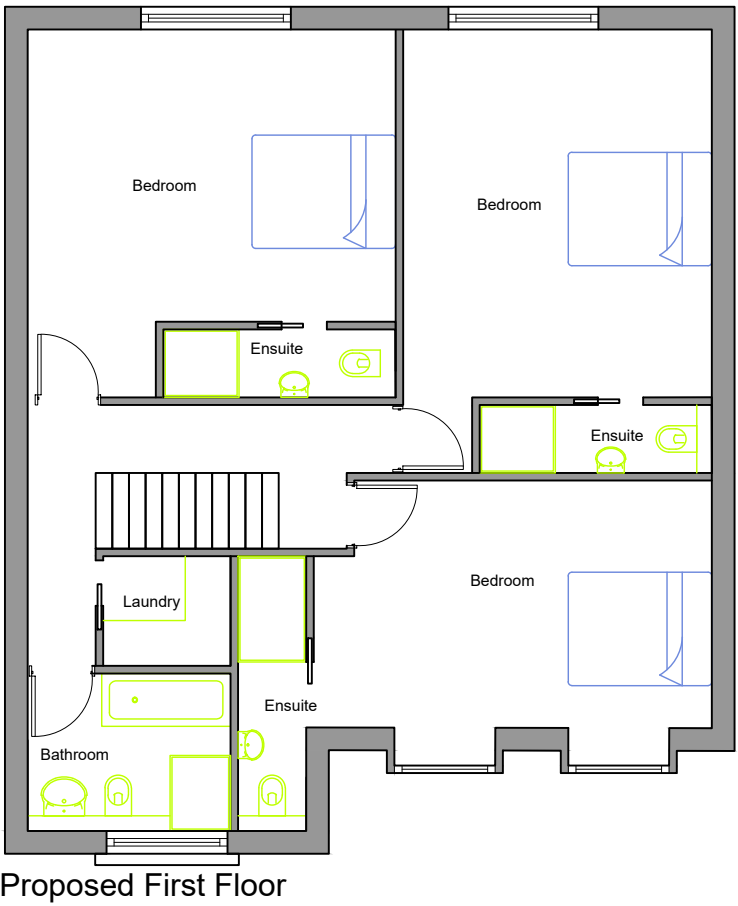 Bedroom
Bedroom
Ensuite
Ensuite
Bedroom
Laundry
Ensuite
Bathroom
Proposed First Floor